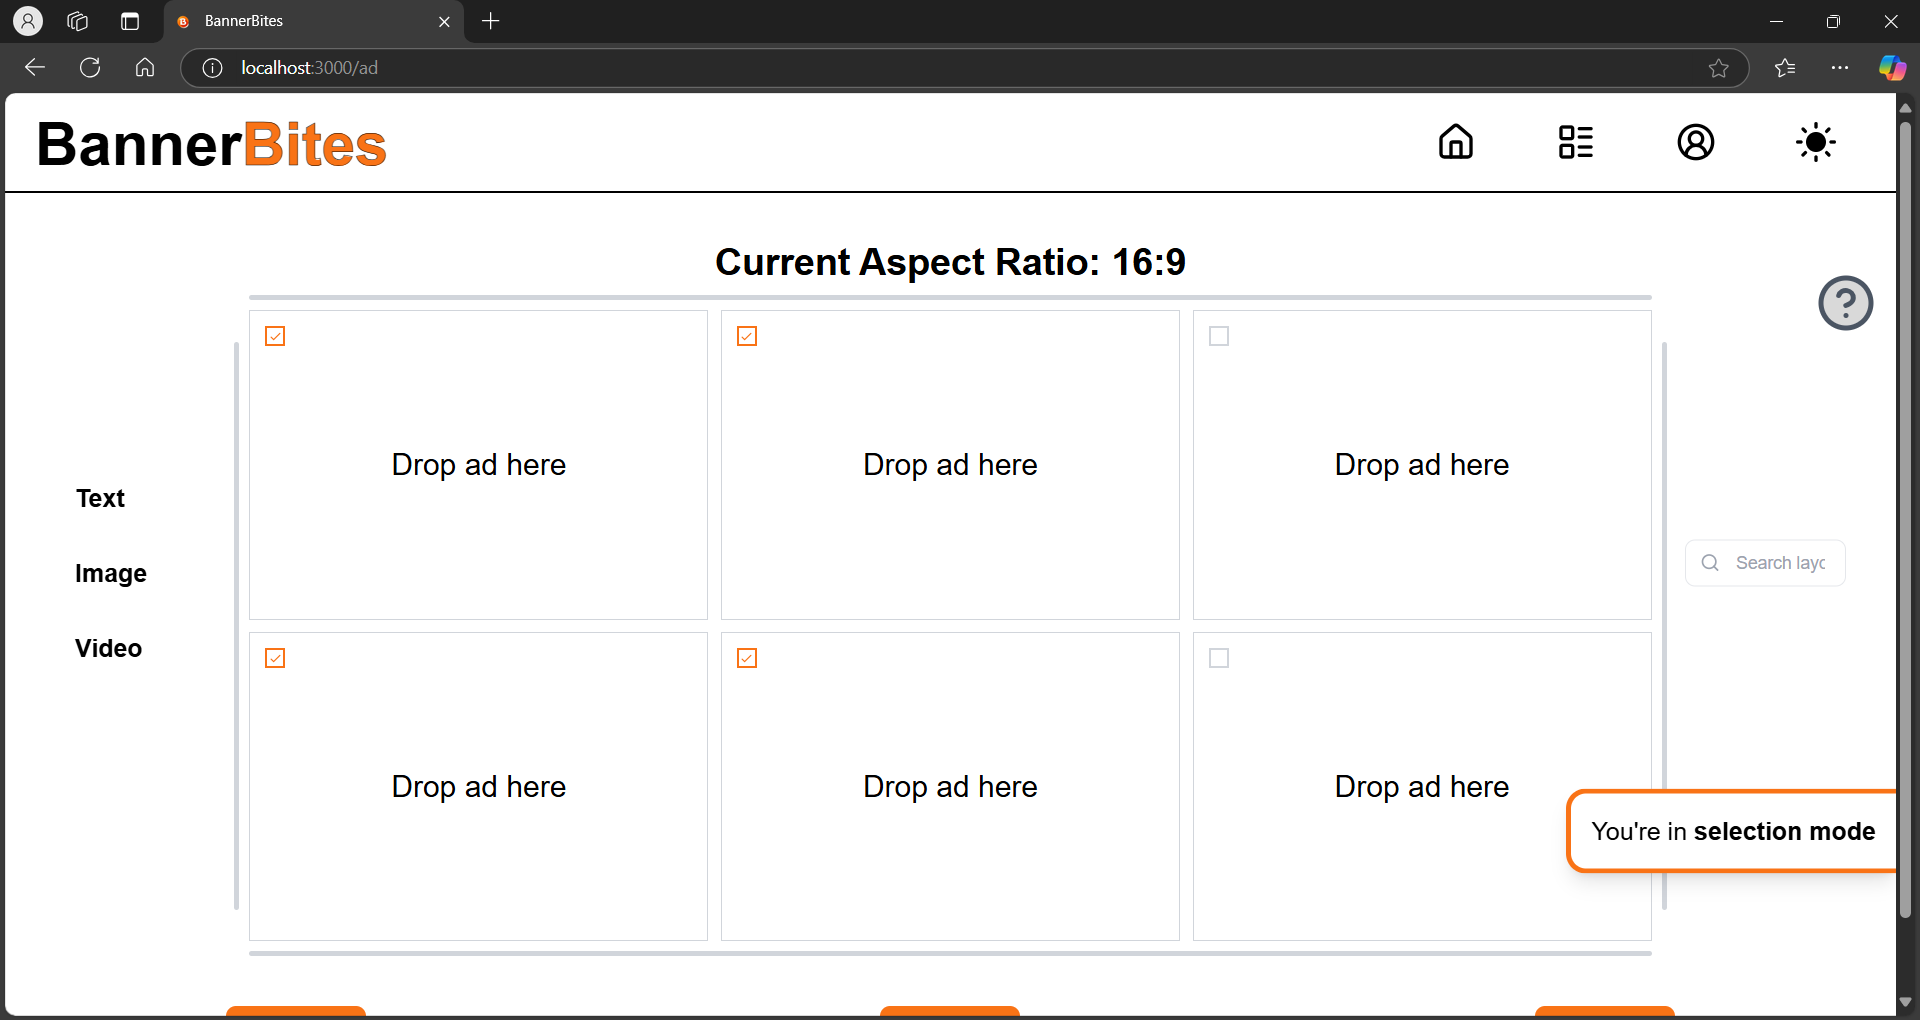 BannerBites
localhost:3000/ad
BannerBites
Current Aspect Ratio: 16:9
Drop ad here
Drop ad here
Drop ad here
Text
Image
Video
Search layo
Drop ad here
Drop ad here
Drop ad here
You're in selection mode